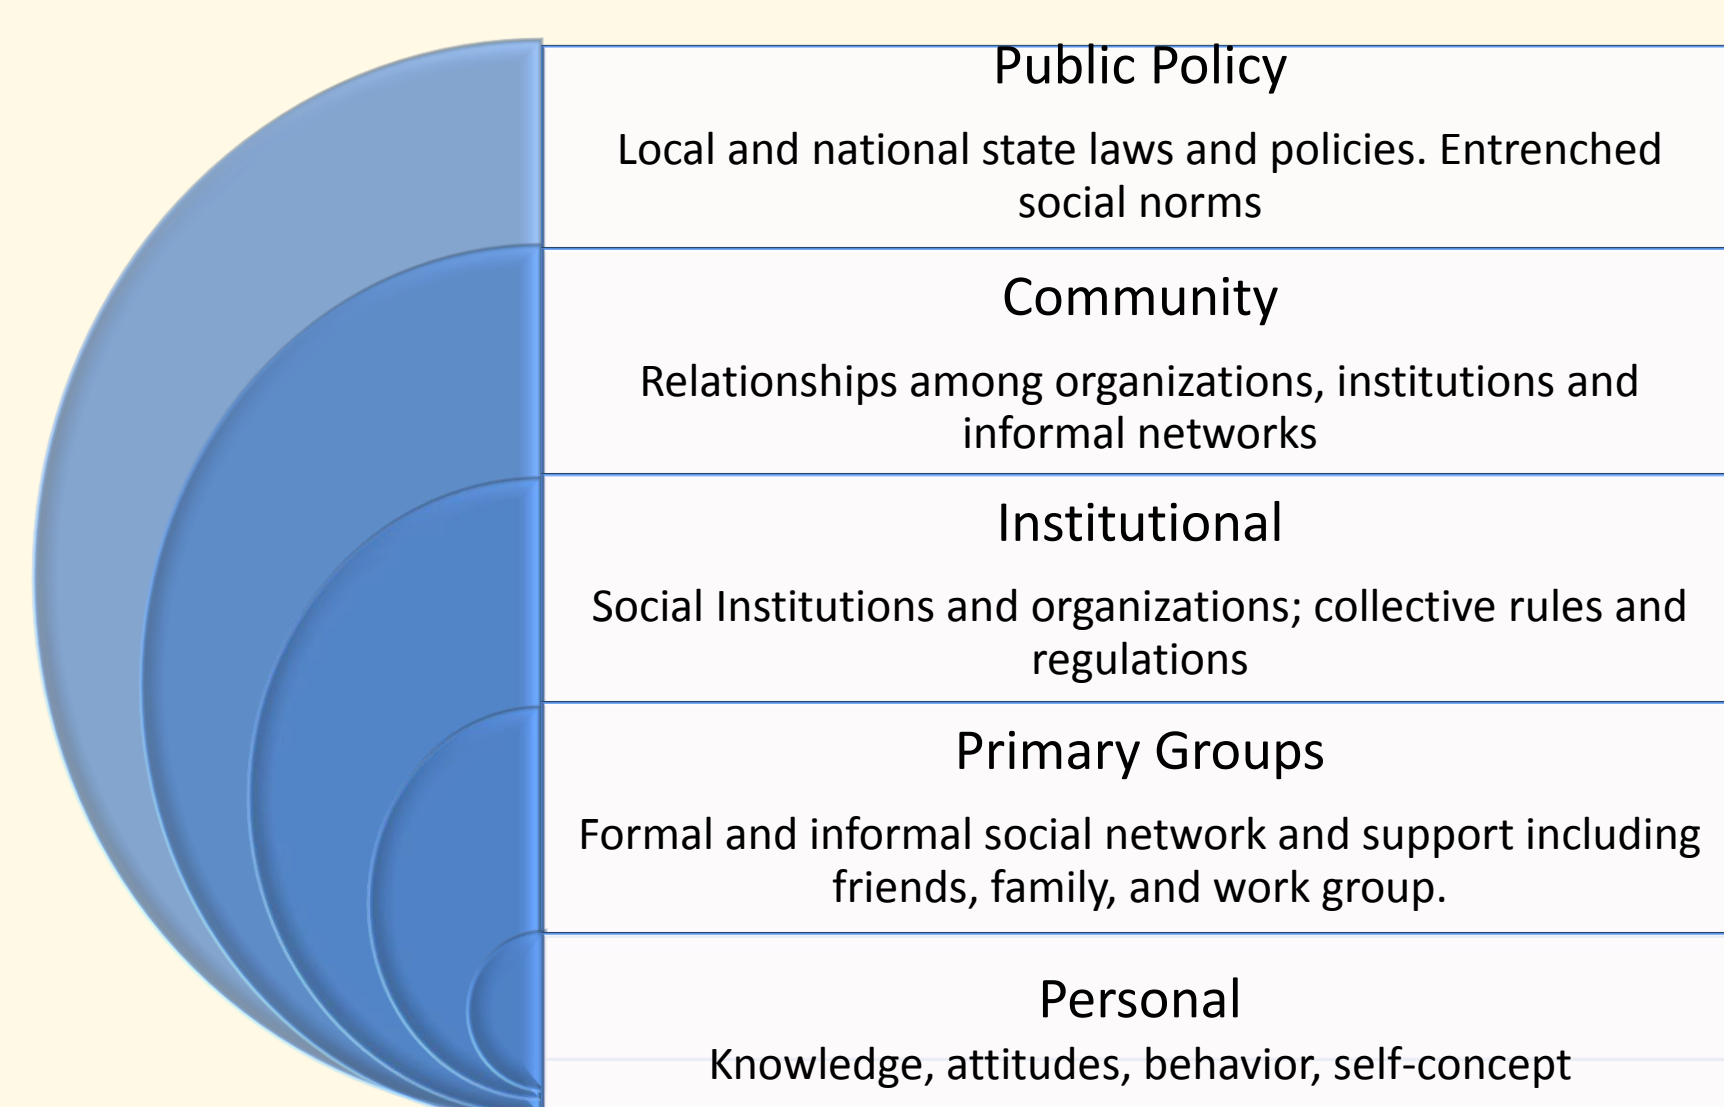 Public Policy
Local and national state laws and policies. Entrenched
social norms
Community
Relationships among organizations, institutions and
informal networks
Institutional
Social Institutions and organizations; collective rules and
regulations
Primary Groups
Formal and informal social network and support including
friends, family, and work group.
Personal
Knowledge, attitudes, behavior, self-concept